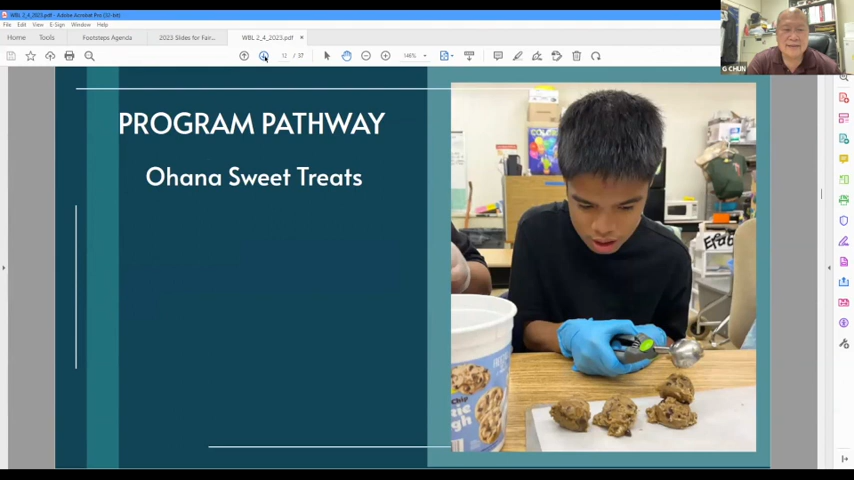 WBL 2_4_2023.pdf - Adobe Acrobat Pro (32-bit)
File Edit View E-Sign Window Help
Home Tools Footsteps Agenda 2023 Slides for Fair... WBL 2_4_2023.pdf ×
12 / 37 146%
G CHUN
PROGRAM PATHWAY
Ohana Sweet Treats